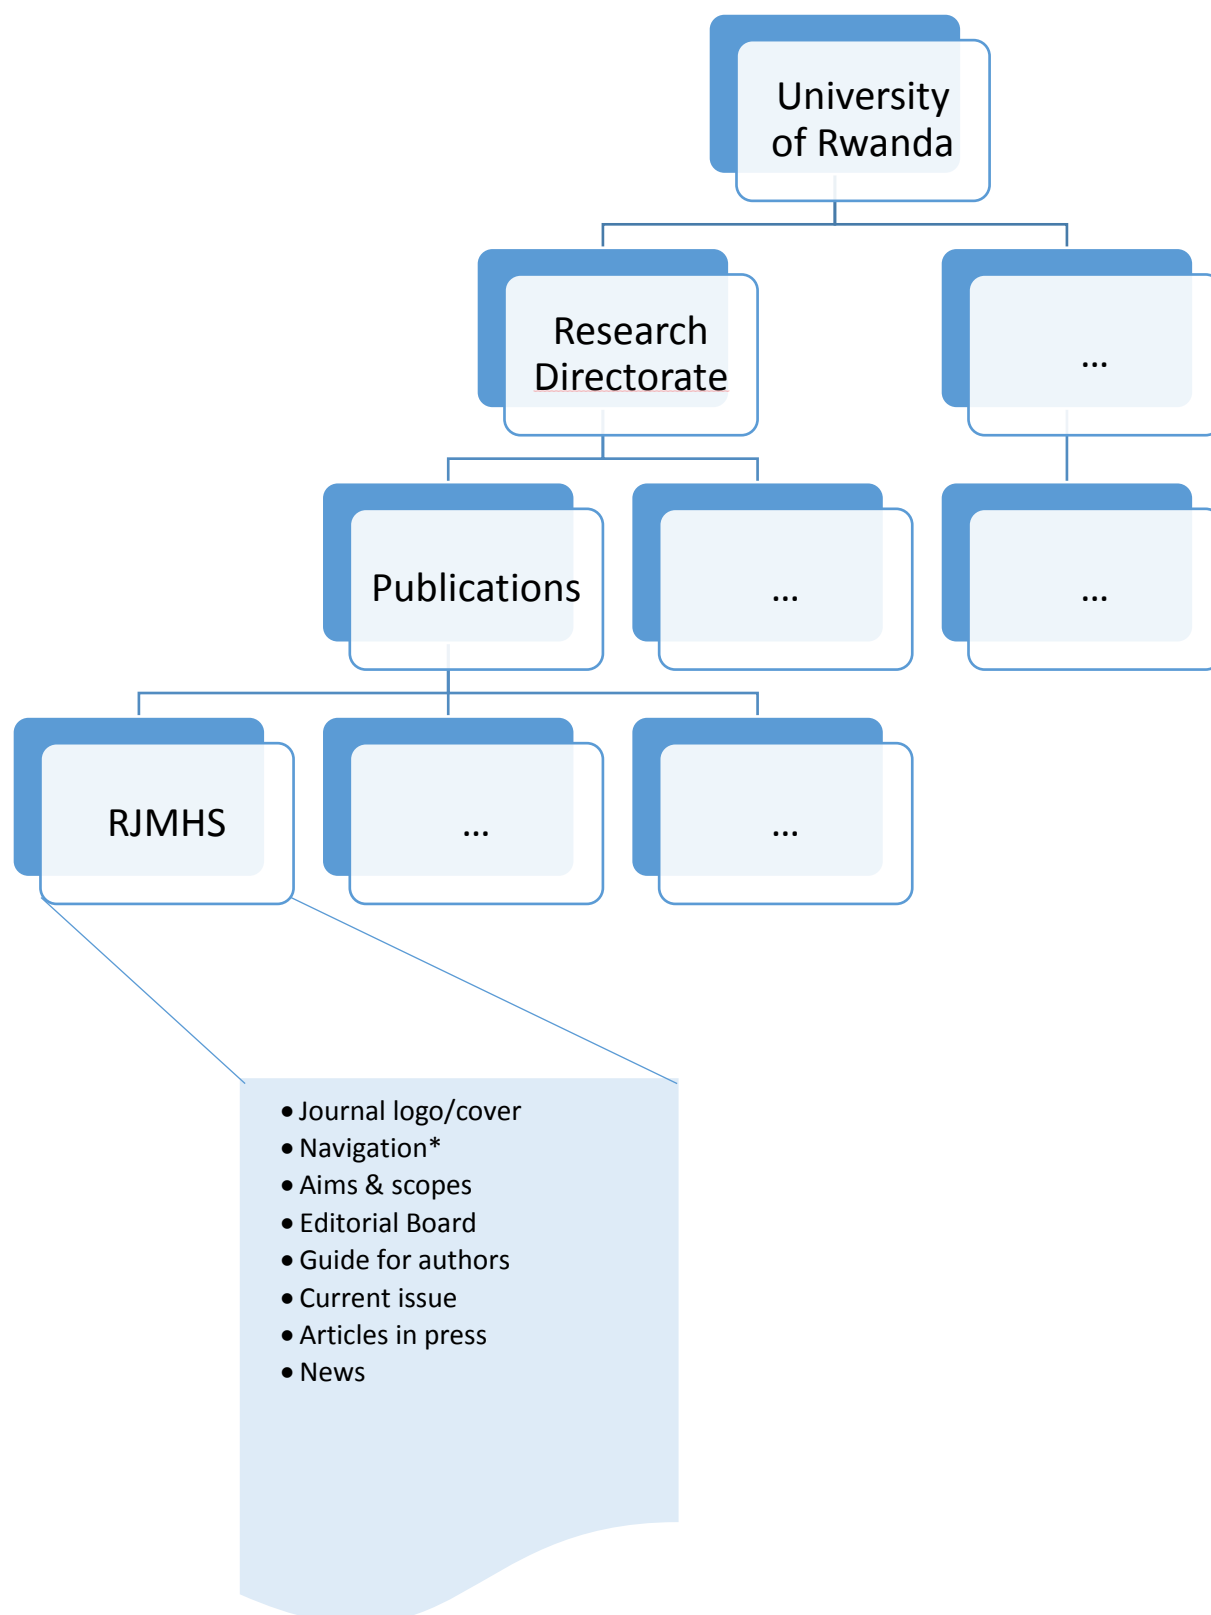 University
of Rwanda
Research
Directorate
...
Publications
...
...
RJMHS
...
...
• Journal logo/cover
• Navigation*
• Aims & scopes
• Editorial Board
• Guide for authors
• Current issue
• Articles in press
• News